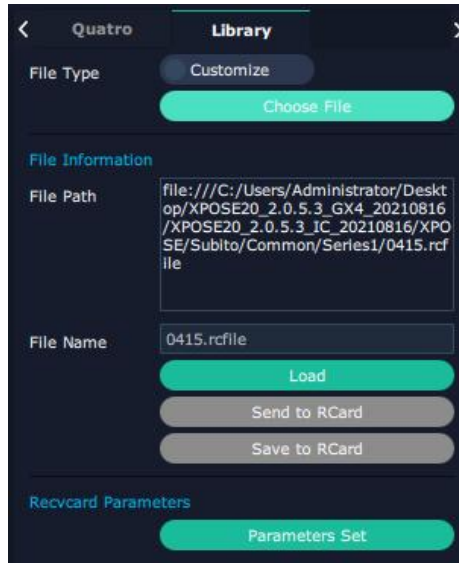 Quatro Library
File Type Customize
Choose File
File Information
File Path
file:///C:/Users/Administrator/Deskt
op/XPOSE20_2.0.5.3_GX4_20210816
/XPOSE20_2.0.5.3_IC_20210816/XPO
SE/Subito/Common/Series1/0415.rcf
ile
File Name 0415.rcfile
Load
Send to RCard
Save to RCard
Recvcard Parameters
Parameters Set